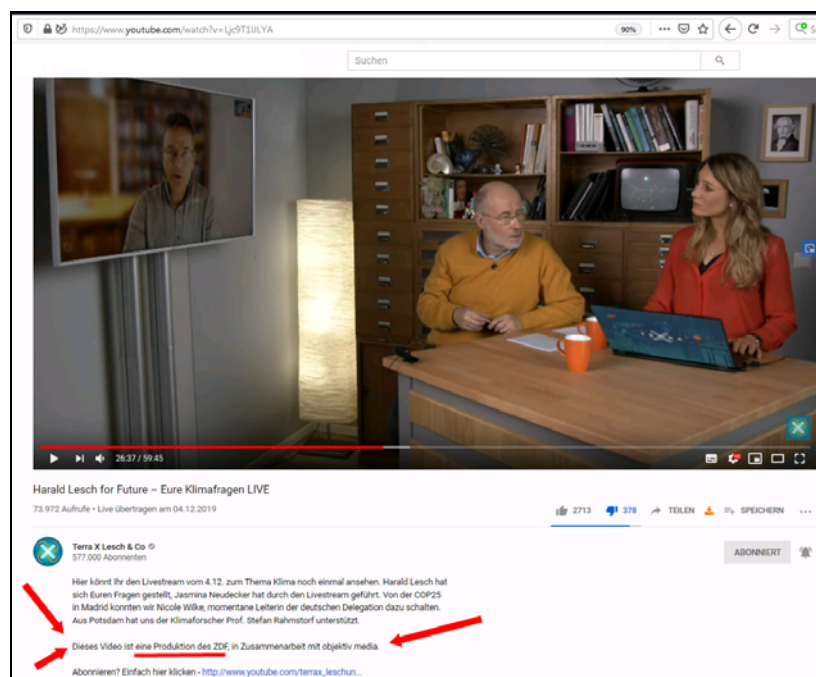 https://www.youtube.com/watch?v=Ljc9T1IJLYA
90%
Suchen
26:37 / 59:45
Harald Lesch for Future – Eure Klimafragen LIVE
73.972 Aufrufe • Live übertragen am 04.12.2019
2713
378
TEILEN
SPEICHERN
Terra X Lesch & Co
577.000 Abonnenten
ABONNIERT
Hier könnt Ihr den Livestream vom 4.12. zum Thema Klima noch einmal ansehen. Harald Lesch hat
sich Euren Fragen gestellt, Jasmina Neudecker hat durch den Livestream geführt. Von der COP25
in Madrid konnten wir Nicole Wilke, momentane Leiterin der deutschen Delegation dazu schalten.
Aus Potsdam hat uns der Klimaforscher Prof. Stefan Rahmstorf unterstützt.
Dieses Video ist eine Produktion des ZDF, in Zusammenarbeit mit objektiv media.
Abonnieren? Einfach hier klicken - http://www.youtube.com/terrax_leschun...